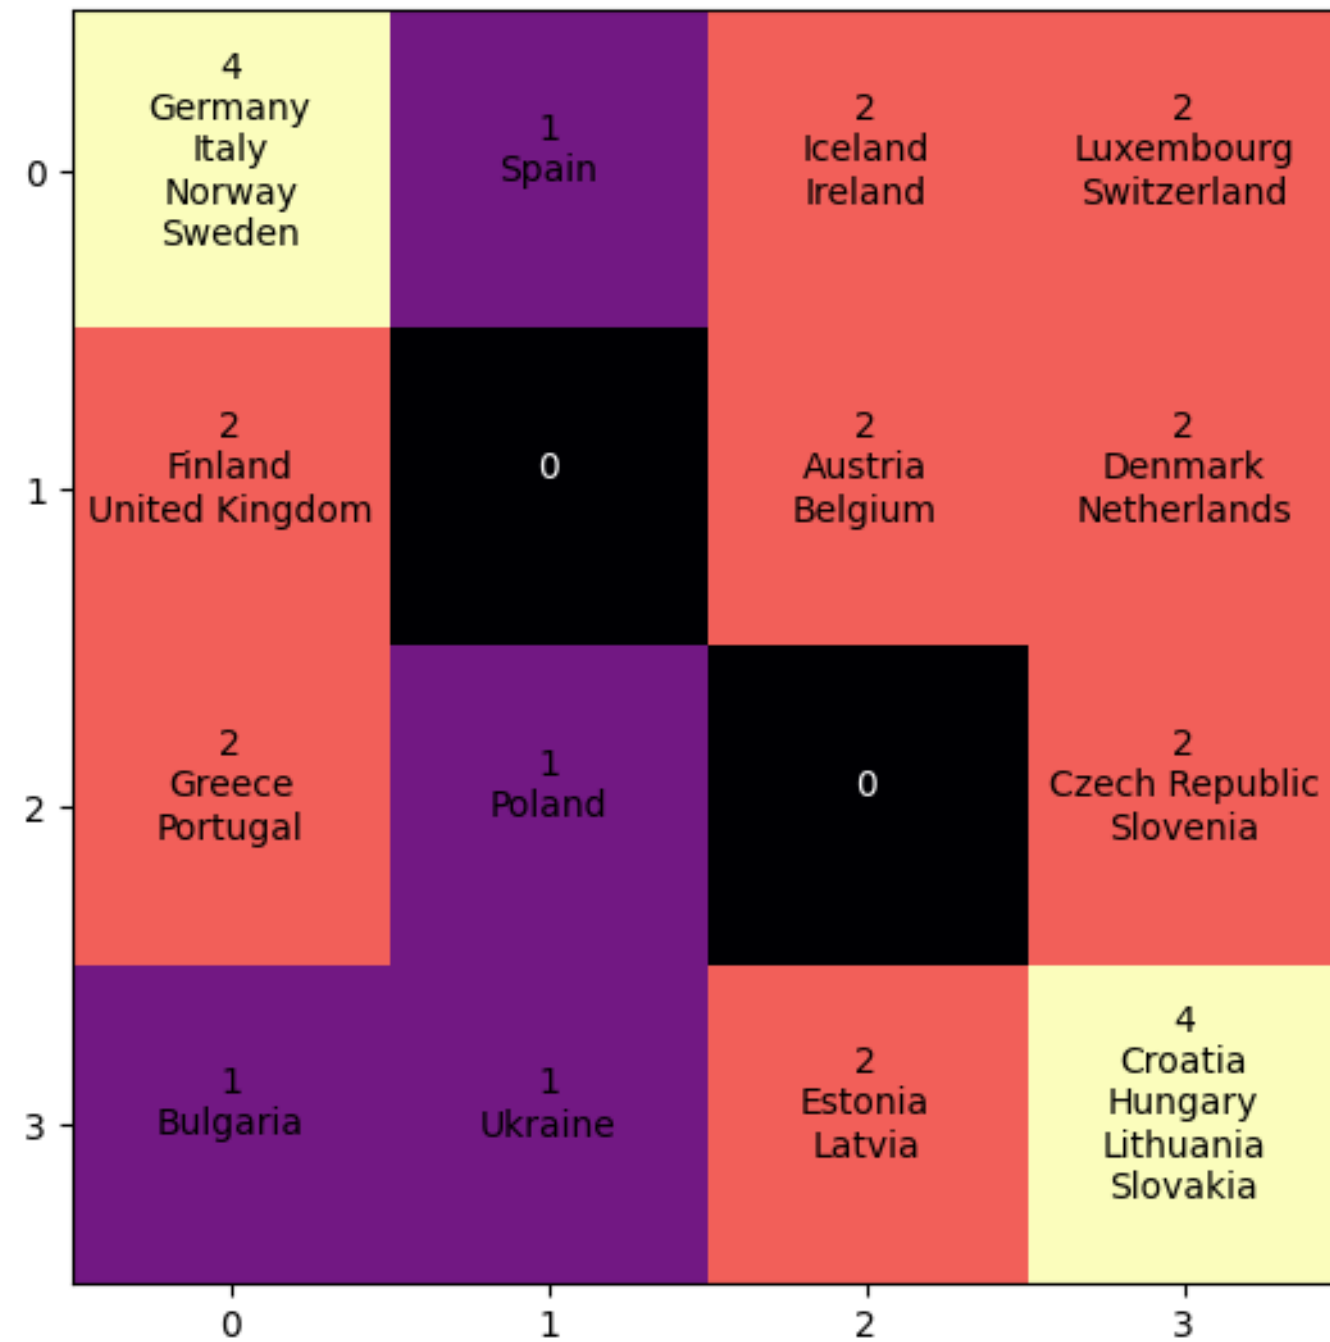 4
Germany
Italy
Norway
Sweden
1
Spain
2
Iceland
Ireland
2
Luxembourg
Switzerland
0
2
Finland
United Kingdom
0
2
Austria
Belgium
2
Denmark
Netherlands
1
2
Greece
Portugal
1
Poland
0
2
Czech Republic
Slovenia
2
1
Bulgaria
1
Ukraine
2
Estonia
Latvia
4
Croatia
Hungary
Lithuania
Slovakia
3
0
1
2
3